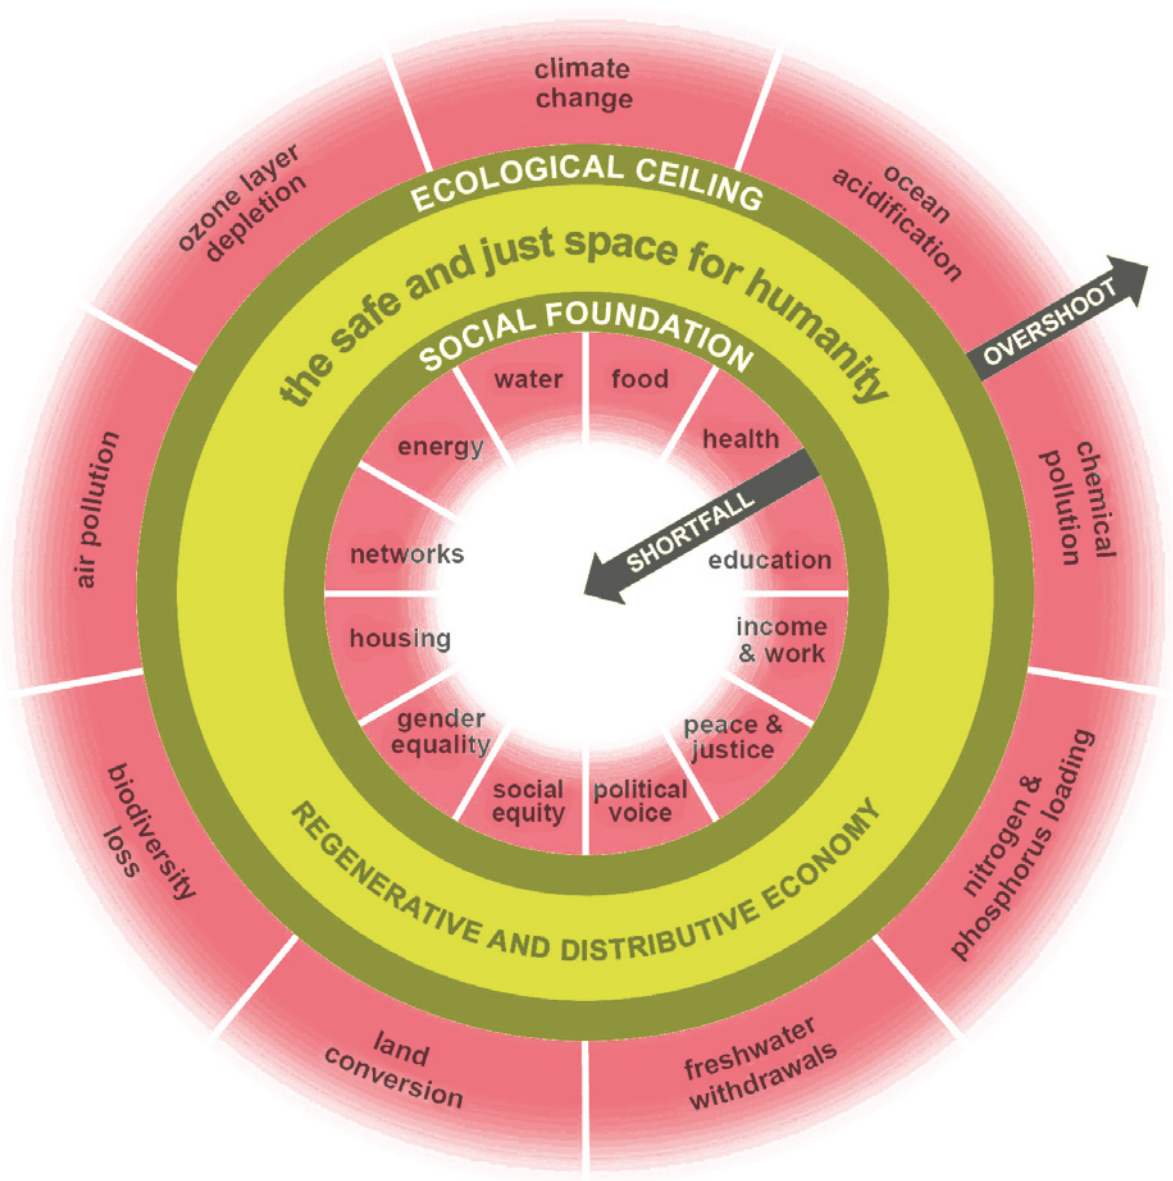 climate
change
ocean
acidification
OVERSHOOT
chemical
pollution
nitrogen &
phosphorus loading
freshwater
withdrawals
land
conversion
biodiversity
loss
air pollution
ozone layer
depletion
ECOLOGICAL CEILING
the safe and just space for humanity
SOCIAL FOUNDATION
water
food
health
SHORTFALL
education
income
& work
peace &
justice
political
voice
social
equity
gender
equality
housing
networks
energy
REGENERATIVE AND DISTRIBUTIVE ECONOMY